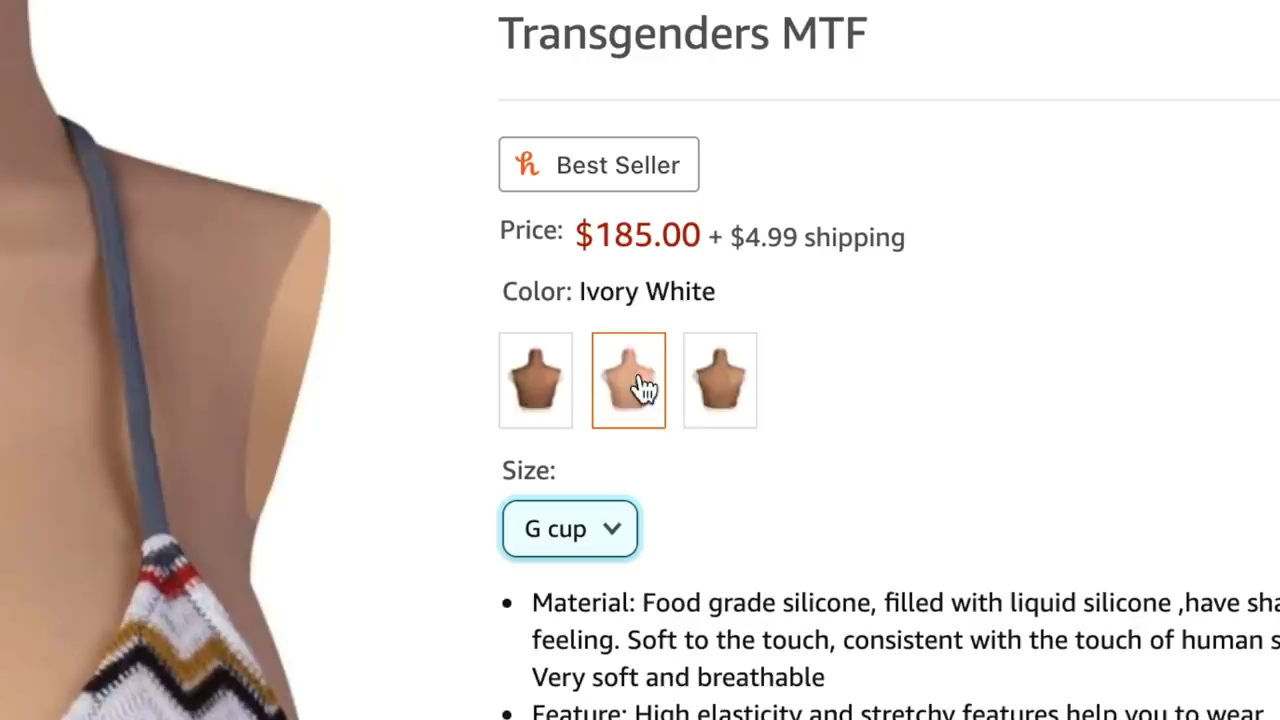 Transgenders MTF
Best Seller
Price: $185.00 + $4.99 shipping
Color: Ivory White
Size:
G cup
Material: Food grade silicone, filled with liquid silicone ,have
feeling. Soft to the touch, consistent with the touch of human
Very soft and breathable
Feature: High elasticity and stretchy features help you to wear